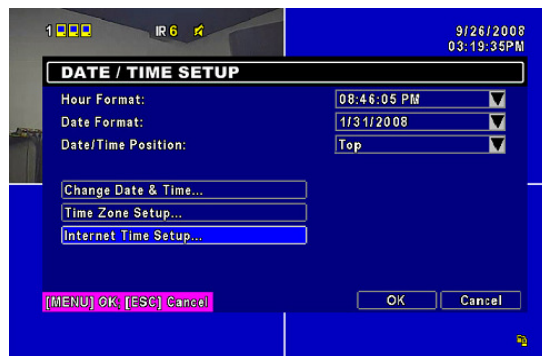 1 IR 6 9/26/2008
03:19:35PM
DATE / TIME SETUP
Hour Format: 08:46:05 PM
Date Format: 1/31/2008
Date/Time Position: Top
Change Date & Time...
Time Zone Setup...
Internet Time Setup...
[MENU] OK; [ESC] Cancel OK Cancel